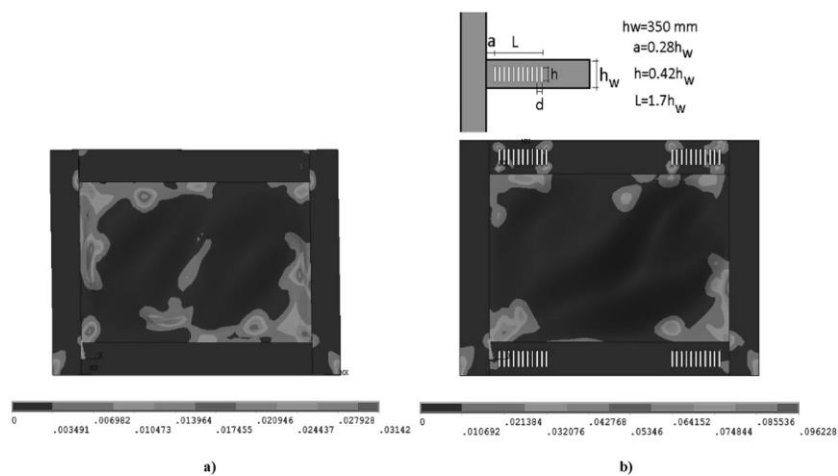 a L
hw=350 mm
a=0.28hw
h=0.42hw
L=1.7hw
h hw
d
0 .006982 .013964 .020946 .027928
.003491 .010473 .017455 .024437 .03142
0 .021384 .042768 .064152 .085536
.010692 .032076 .05346 .074844 .096228
a) b)